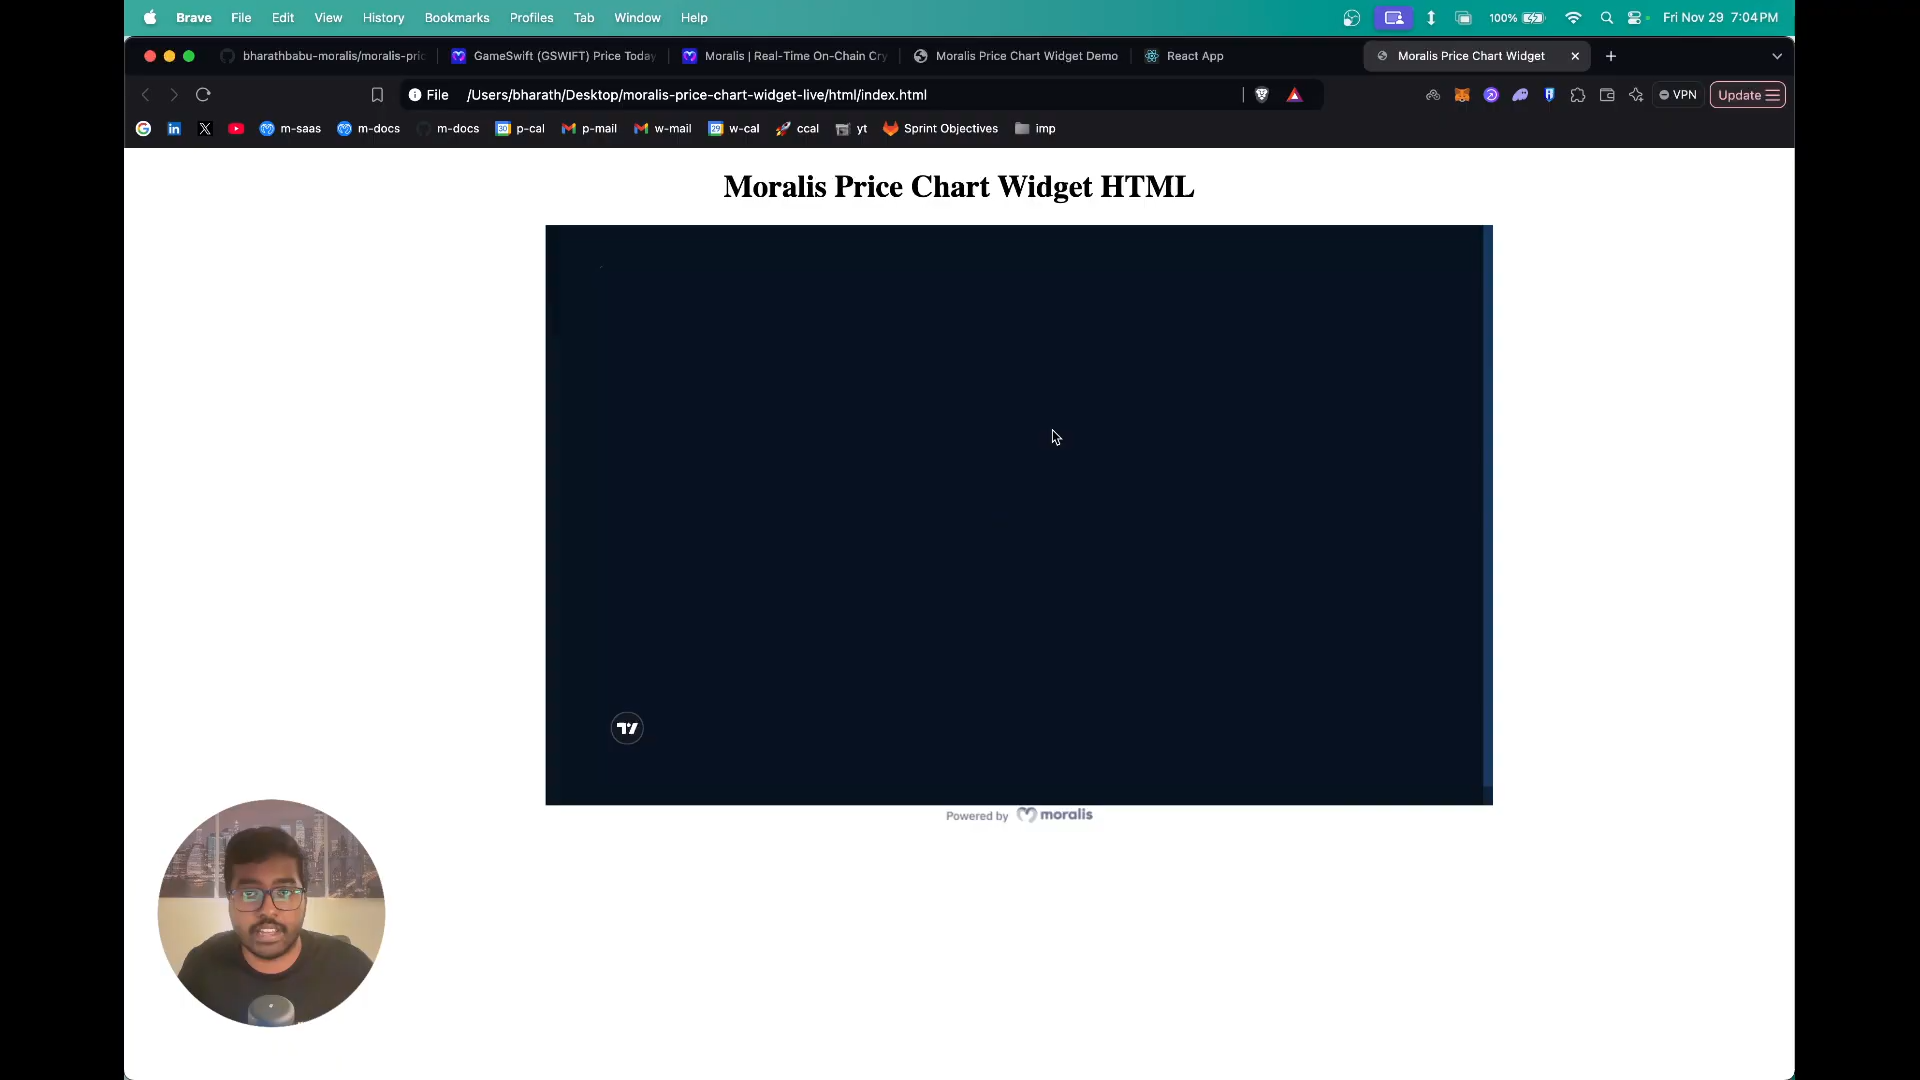 Brave File Edit View History Bookmarks Profiles Tab Window Help 100% Fri Nov 29 7:04 PM
bharathbabu-moralis/moralis-pric GameSwift (GSWIFT) Price Today Moralis | Real-Time On-Chain Cry Moralis Price Chart Widget Demo React App Moralis Price Chart Widget
File /Users/bharath/Desktop/moralis-price-chart-widget-live/html/index.html VPN Update
m-saas m-docs m-docs p-cal p-mail w-mail w-cal ccal yt Sprint Objectives imp
Moralis Price Chart Widget HTML
Powered by moralis